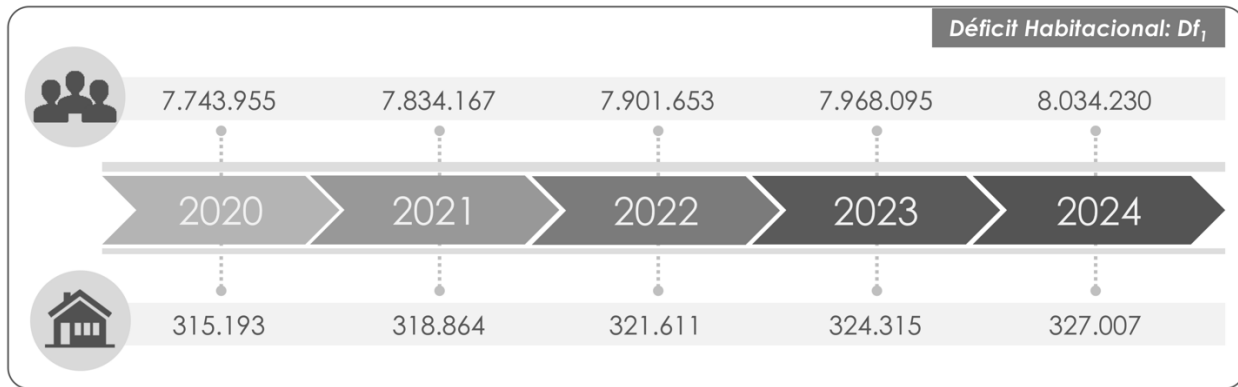 Déficit Habitacional: Df1
7.743.955 7.834.167 7.901.653 7.968.095 8.034.230
2020 2021 2022 2023 2024
315.193 318.864 321.611 324.315 327.007